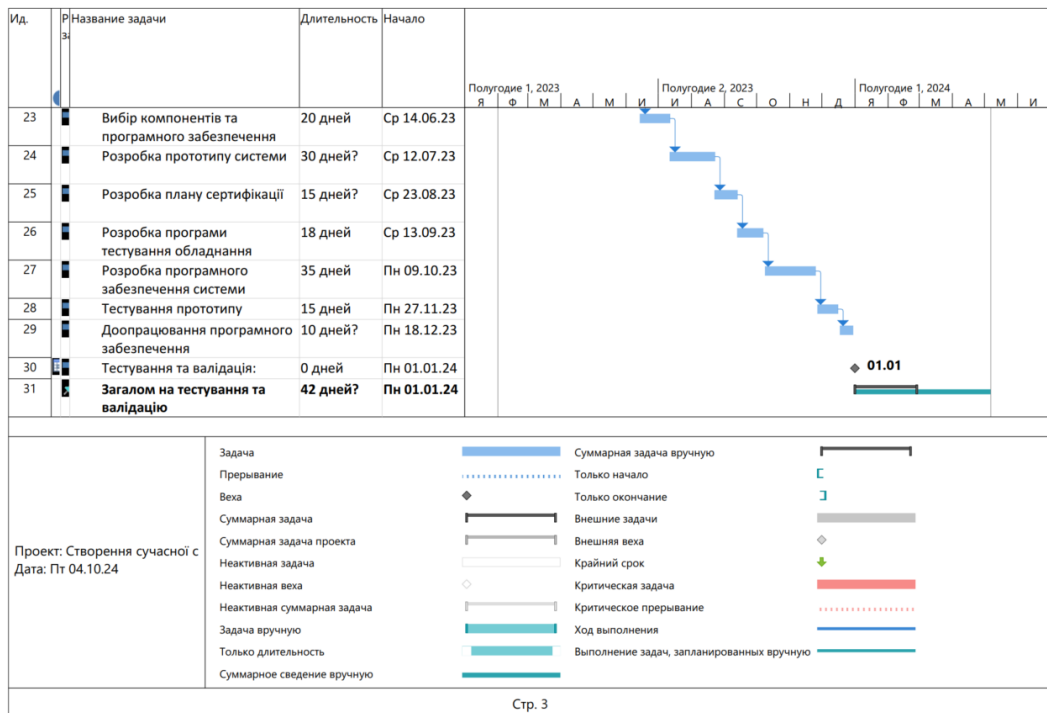 Ид.
Р Название задачи
Длительность
Начало
за
Полугодие 1, 2023
Полугодие 2, 2023
Полугодие 1, 2024
Я Ф М А М И И А С О Н Д Я Ф М А М И
23 Вибір компонентів та 20 дней Ср 14.06.23
програмного забезпечення
24 Розробка прототипу системи 30 дней? Ср 12.07.23
25 Розробка плану сертифікації 15 дней? Ср 23.08.23
26 Розробка програми 18 дней Ср 13.09.23
тестування обладнання
27 Розробка програмного 35 дней Пн 09.10.23
забезпечення системи
28 Тестування прототипу 15 дней Пн 27.11.23
29 Доопрацювання програмного 10 дней? Пн 18.12.23
забезпечення
30 Тестування та валідація: 0 дней Пн 01.01.24 01.01
31 Загалом на тестування та 42 дней? Пн 01.01.24
валідацію
Проект: Створення сучасної с
Дата: Пт 04.10.24
Задача
Прерывание
Веха
Суммарная задача
Суммарная задача проекта
Неактивная задача
Неактивная веха
Неактивная суммарная задача
Задача вручную
Только длительность
Суммарное сведение вручную
Суммарная задача вручную
Только начало
Только окончание
Внешние задачи
Внешняя веха
Крайний срок
Критическая задача
Критическое прерывание
Ход выполнения
Выполнение задач, запланированных вручную
Стр. 3